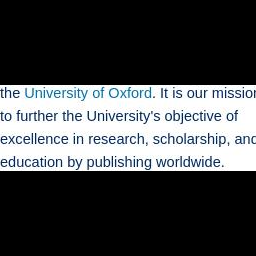 the University of Oxford. It is our mission
to further the University's objective of
excellence in research, scholarship, and
education by publishing worldwide.